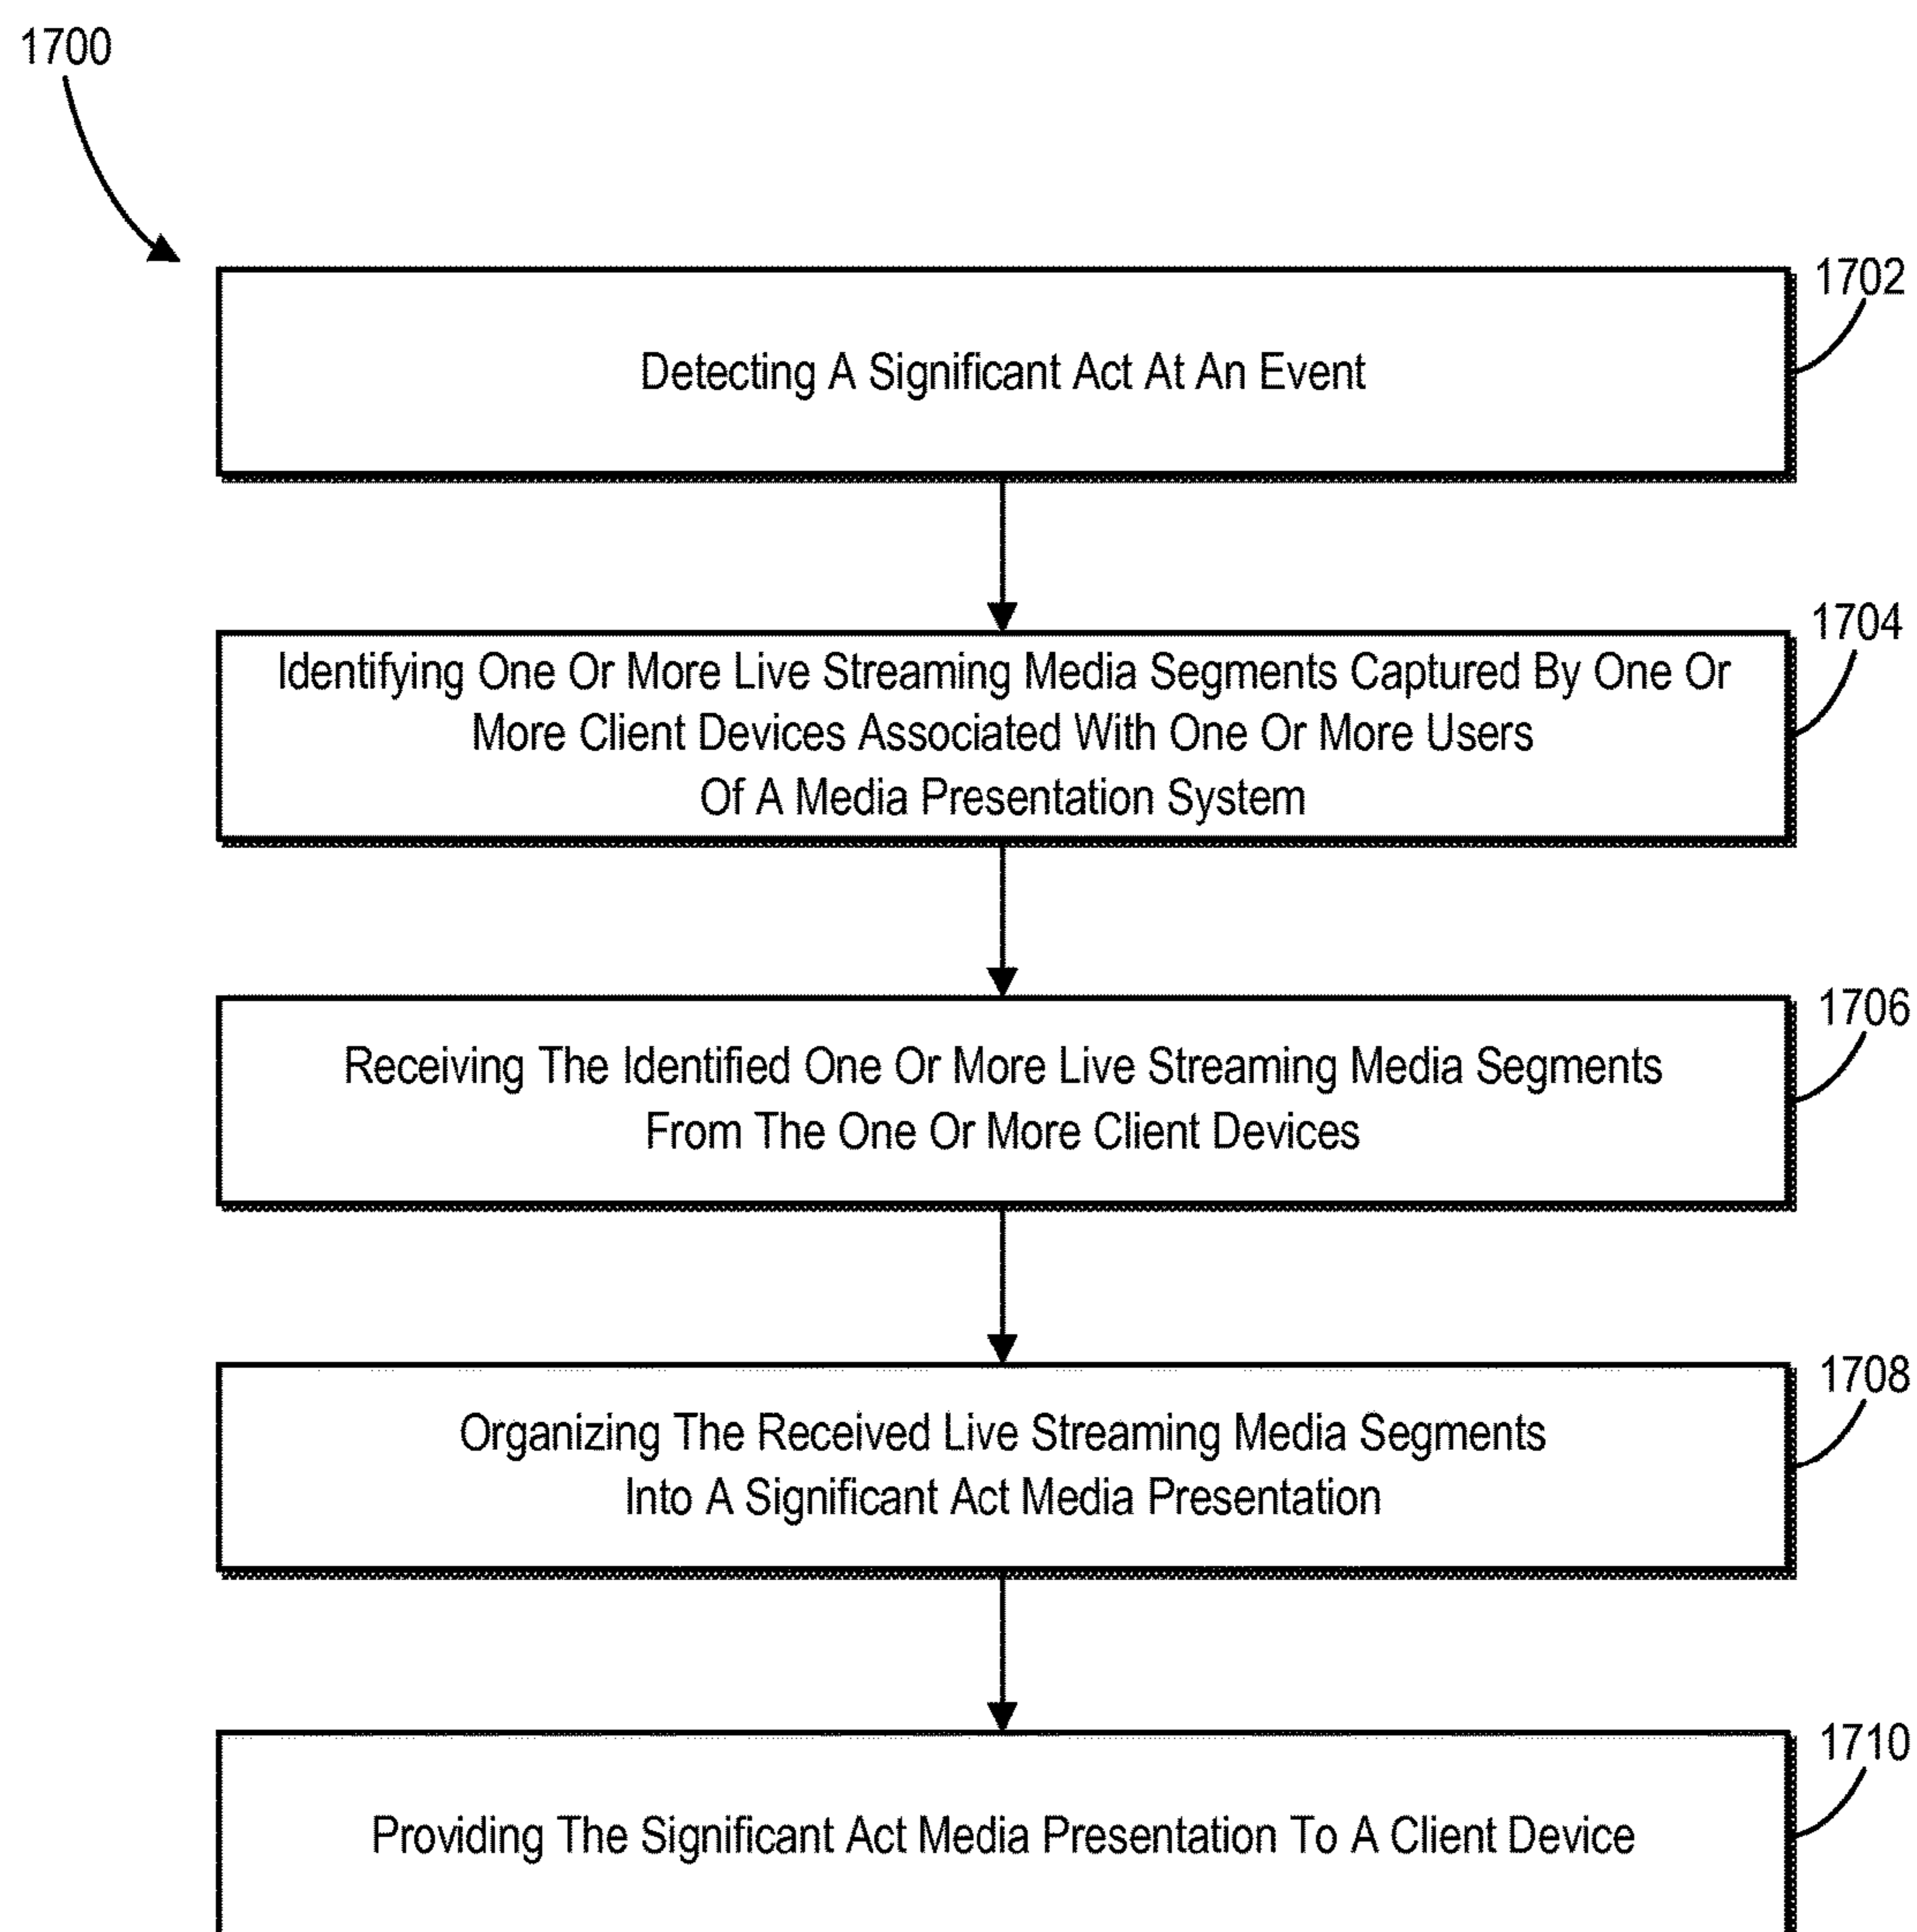 1700
1702
Detecting A Significant Act At An Event
1704
Identifying One Or More Live Streaming Media Segments Captured By One Or
More Client Devices Associated With One Or More Users
Of A Media Presentation System
1706
Receiving The Identified One Or More Live Streaming Media Segments
From The One Or More Client Devices
1708
Organizing The Received Live Streaming Media Segments
Into A Significant Act Media Presentation
1710
Providing The Significant Act Media Presentation To A Client Device